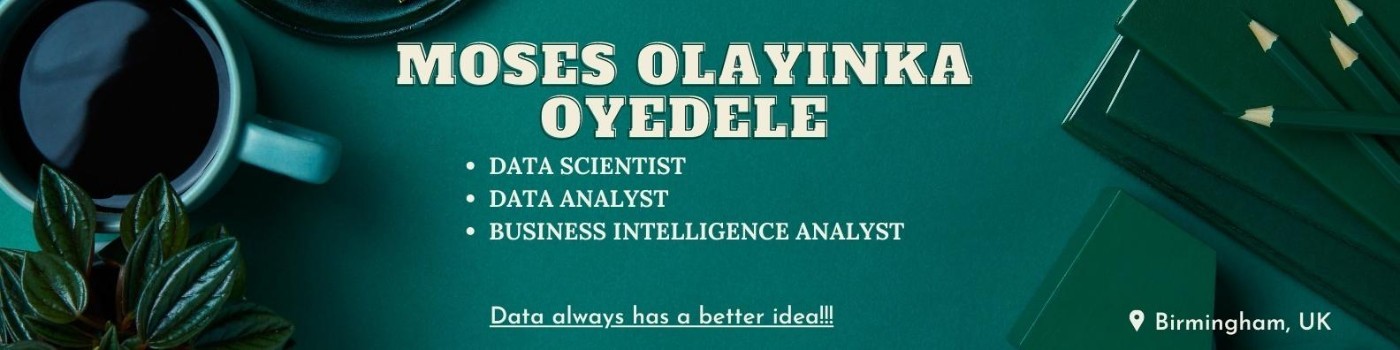 MOSES OLAYINKA
OYEDELE
• DATA SCIENTIST
• DATA ANALYST
• BUSINESS INTELLIGENCE ANALYST
Data always has a better idea!!!
Birmingham, UK